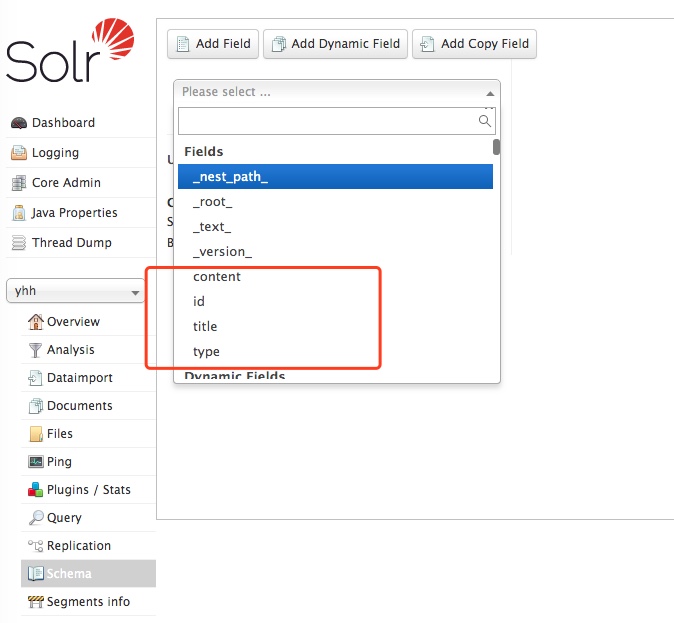 Solr
Dashboard
Logging
Core Admin
Java Properties
Thread Dump
yhh
Overview
Analysis
Dataimport
Documents
Files
Ping
Plugins / Stats
Query
Replication
Schema
Segments info
Add Field
Add Dynamic Field
Add Copy Field
Please select ...
Fields
_nest_path_
_root_
_text_
_version_
content
id
title
type
Dynamic Fields